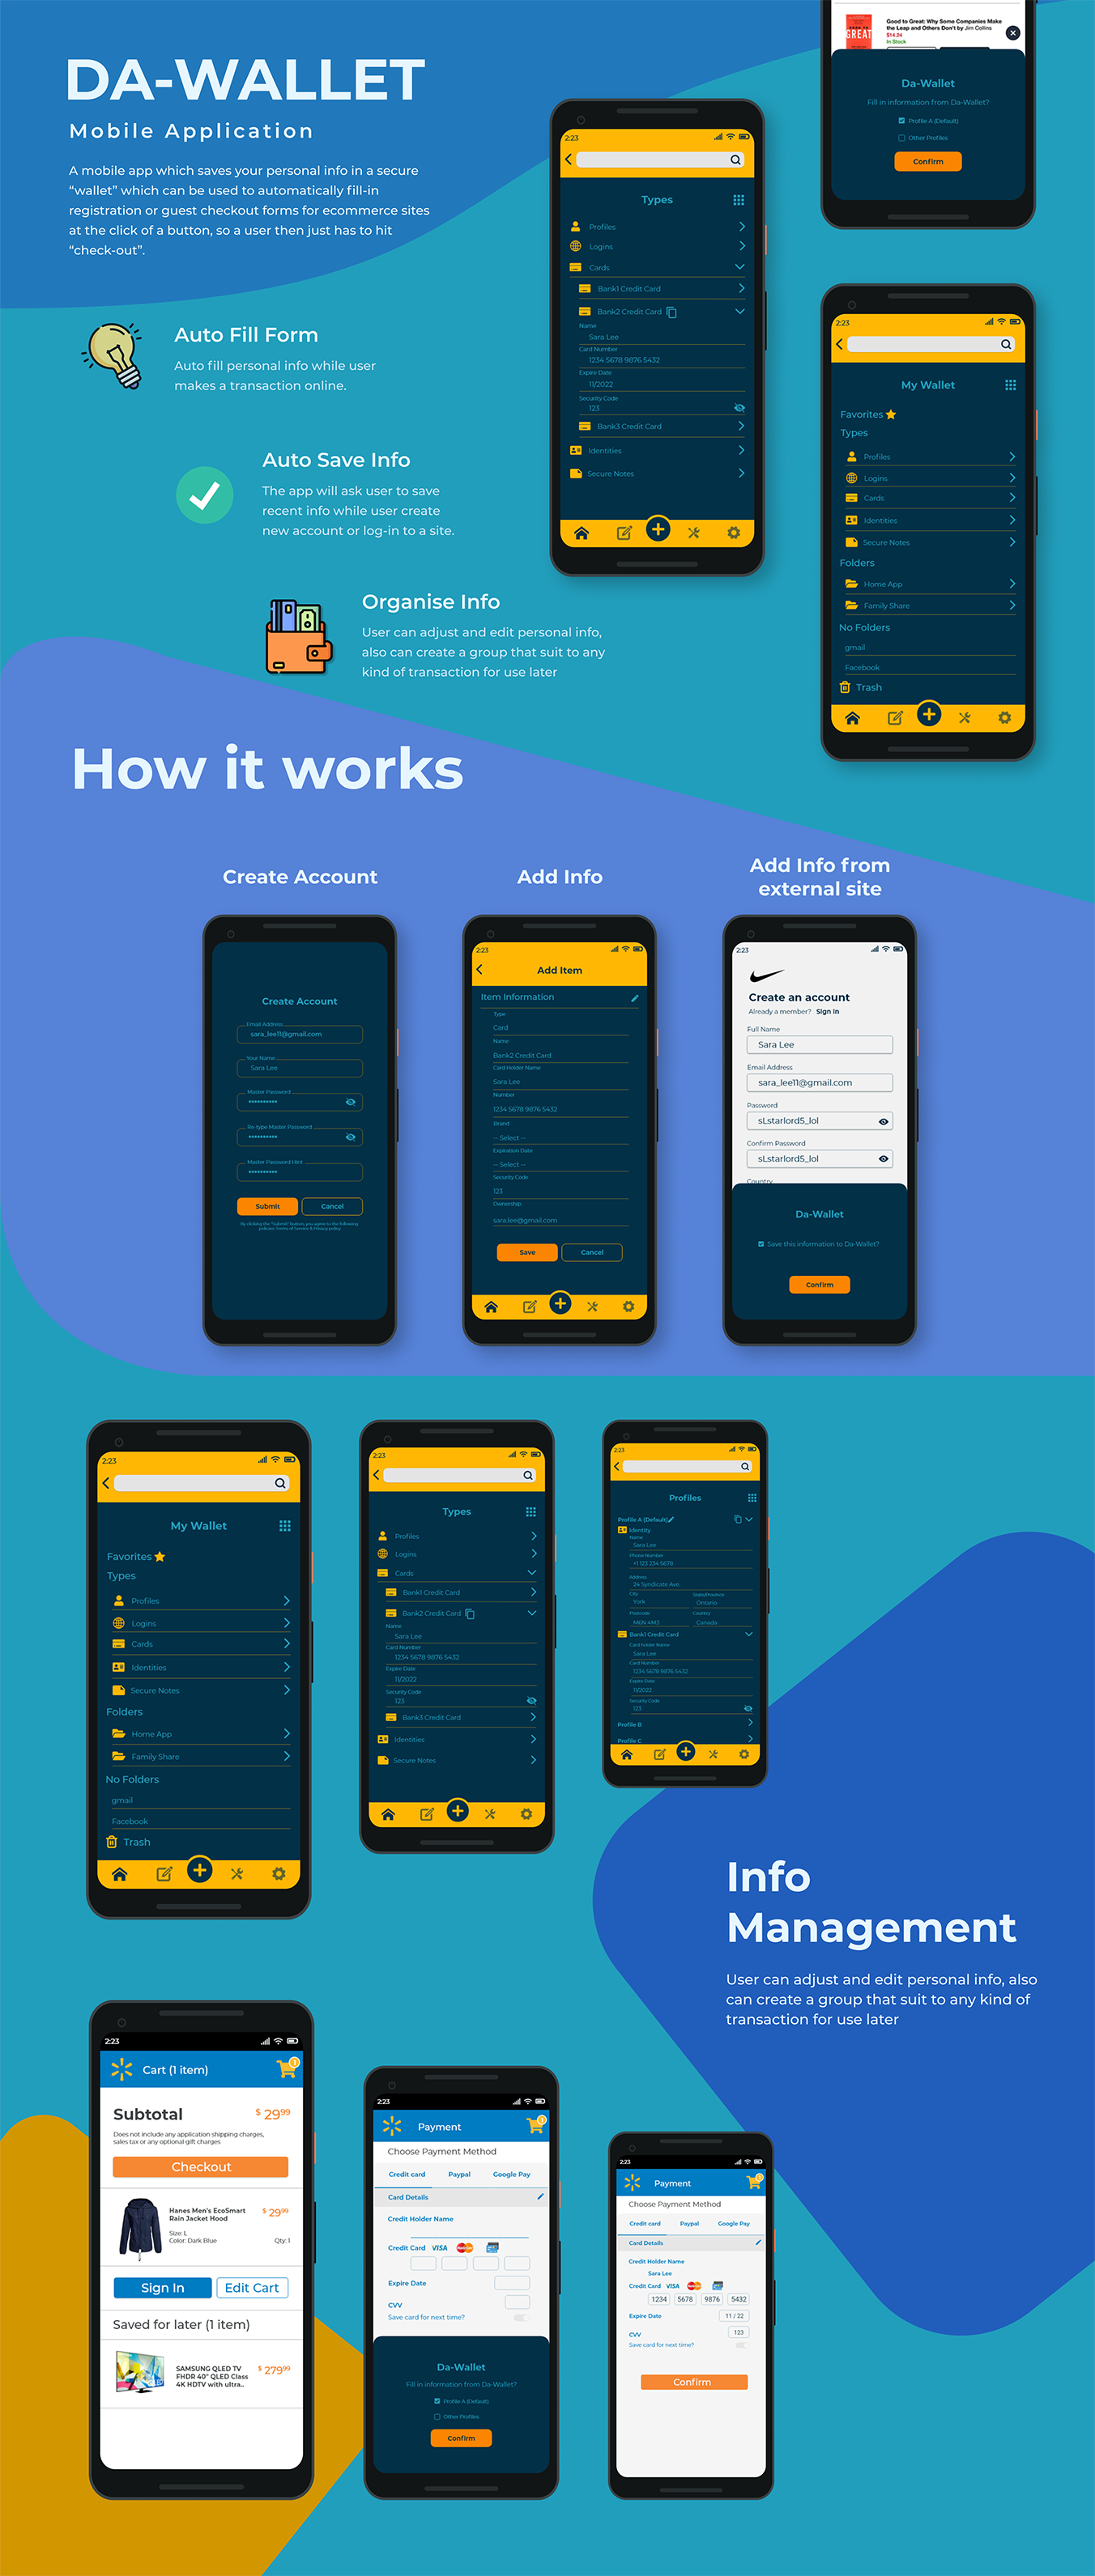 DA-WALLET
Mobile Application
A mobile app which saves your personal info in a secure
“wallet” which can be used to automatically fill-in
registration or guest checkout forms for ecommerce sites
at the click of a button, so a user then just has to hit
“check-out”.
Auto Fill Form
Auto fill personal info while user
makes a transaction online.
Auto Save Info
The app will ask user to save
recent info while user create
new account or log-in to a site.
Organise Info
User can adjust and edit personal info,
also can create a group that suit to any
kind of transaction for use later
2:23
Types
Profiles
Logins
Cards
Bank1 Credit Card
Bank2 Credit Card
Name
Sara Lee
Card Number
1234 5678 9876 5432
Expire Date
11/2022
Security Code
123
Bank3 Credit Card
Identities
Secure Notes
GREAT
Good to Great: Why Some Companies Make
the Leap and Others Don't by Jim Collins
$14.24
In Stock
Da-Wallet
Fill in information from Da-Wallet?
Profile A (Default)
Other Profiles
Confirm
2:23
My Wallet
Favorites
Types
Profiles
Logins
Cards
Identities
Secure Notes
Folders
Home App
Family Share
No Folders
gmail
Facebook
Trash
How it works
Create Account
Create Account
Email Address
sara_lee11@gmail.com
Your Name
Sara Lee
Master Password
**********
Re-type Master Password
**********
Master Password Hint
**********
Submit
Cancel
By clicking the "Submit" button, you agree to the following
policies: Terms of Service & Privacy policy
Add Info
2:23
Add Item
Item Information
Type
Card
Name
Bank2 Credit Card
Card Holder Name
Sara Lee
Number
1234 5678 9876 5432
Brand
-- Select --
Expiration Date
-- Select --
Security Code
123
Ownership
sara.lee@gmail.com
Save
Cancel
Add Info from
external site
2:23
Create an account
Already a member? Sign In
Full Name
Sara Lee
Email Address
sara_lee11@gmail.com
Password
sLstarlord5_lol
Confirm Password
sLstarlord5_lol
Country
Da-Wallet
Save this information to Da-Wallet?
Confirm
2:23
My Wallet
Favorites
Types
Profiles
Logins
Cards
Identities
Secure Notes
Folders
Home App
Family Share
No Folders
gmail
Facebook
Trash
2:23
Types
Profiles
Logins
Cards
Bank1 Credit Card
Bank2 Credit Card
Name
Sara Lee
Card Number
1234 5678 9876 5432
Expire Date
11/2022
Security Code
123
Bank3 Credit Card
Identities
Secure Notes
2:23
Profiles
Profile A (Default)
Identity
Name
Sara Lee
Phone Number
+1 123 234 5678
Address
24 Syndicate Ave.
City State/Province
York Ontario
Postcode Country
M6N 4M3 Canada
Bank1 Credit Card
Card holder Name
Sara Lee
Card Number
1234 5678 9876 5432
Expire Date
11/2022
Security Code
123
Profile B
Profile C
Info
Management
User can adjust and edit personal info, also
can create a group that suit to any kind of
transaction for use later
2:23
Cart (1 item)
1
Subtotal
$ 29.99
Does not include any application shipping charges,
sales tax or any optional gift charges
Checkout
Hanes Men's EcoSmart
Rain Jacket Hood
$ 29.99
Size: L
Color: Dark Blue
Qty: 1
Sign In
Edit Cart
Saved for later (1 item)
SAMSUNG QLED TV
FHDR 40" QLED Class
4K HDTV with ultra..
$ 279.99
2:23
Payment
1
Choose Payment Method
Credit card Paypal Google Pay
Card Details
Credit Holder Name
Credit Card VISA
Expire Date
CVV
Save card for next time?
Da-Wallet
Fill in information from Da-Wallet?
Profile A (Default)
Other Profiles
Confirm
2:23
Payment
1
Choose Payment Method
Credit card Paypal Google Pay
Card Details
Credit Holder Name
Sara Lee
Credit Card VISA
1234 5678 9876 5432
Expire Date 11 / 22
CVV 123
Save card for next time?
Confirm